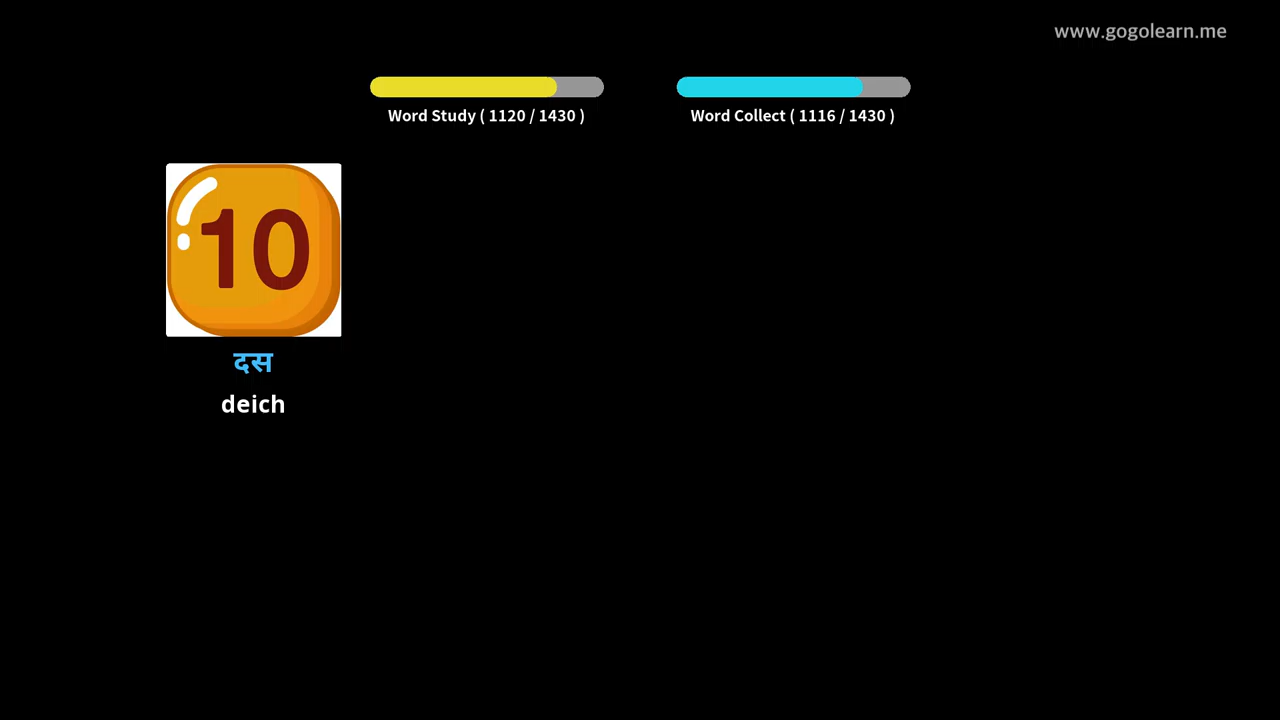 www.gogolearn.me
Word Study ( 1120 / 1430 )
Word Collect ( 1116 / 1430 )
10
दस
deich